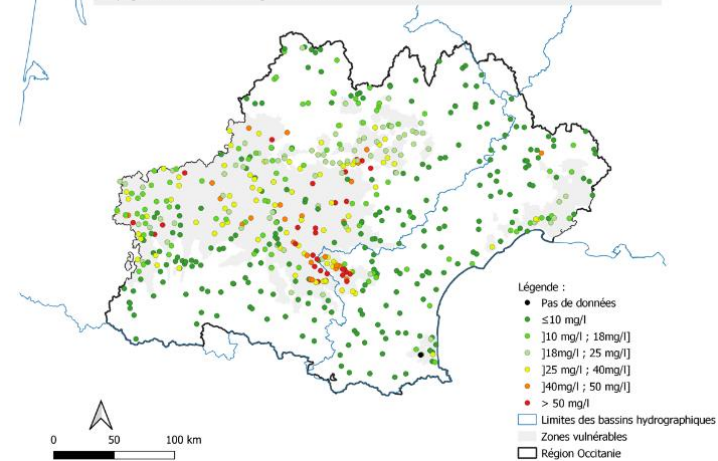 Légende :
Pas de données
≤10 mg/l
]10 mg/l ; 18mg/l]
]18mg/l ; 25 mg/l]
]25 mg/l ; 40mg/l]
]40mg/l ; 50 mg/l]
> 50 mg/l
Limites des bassins hydrographiques
Zones vulnérables
Région Occitanie
0 50 100 km